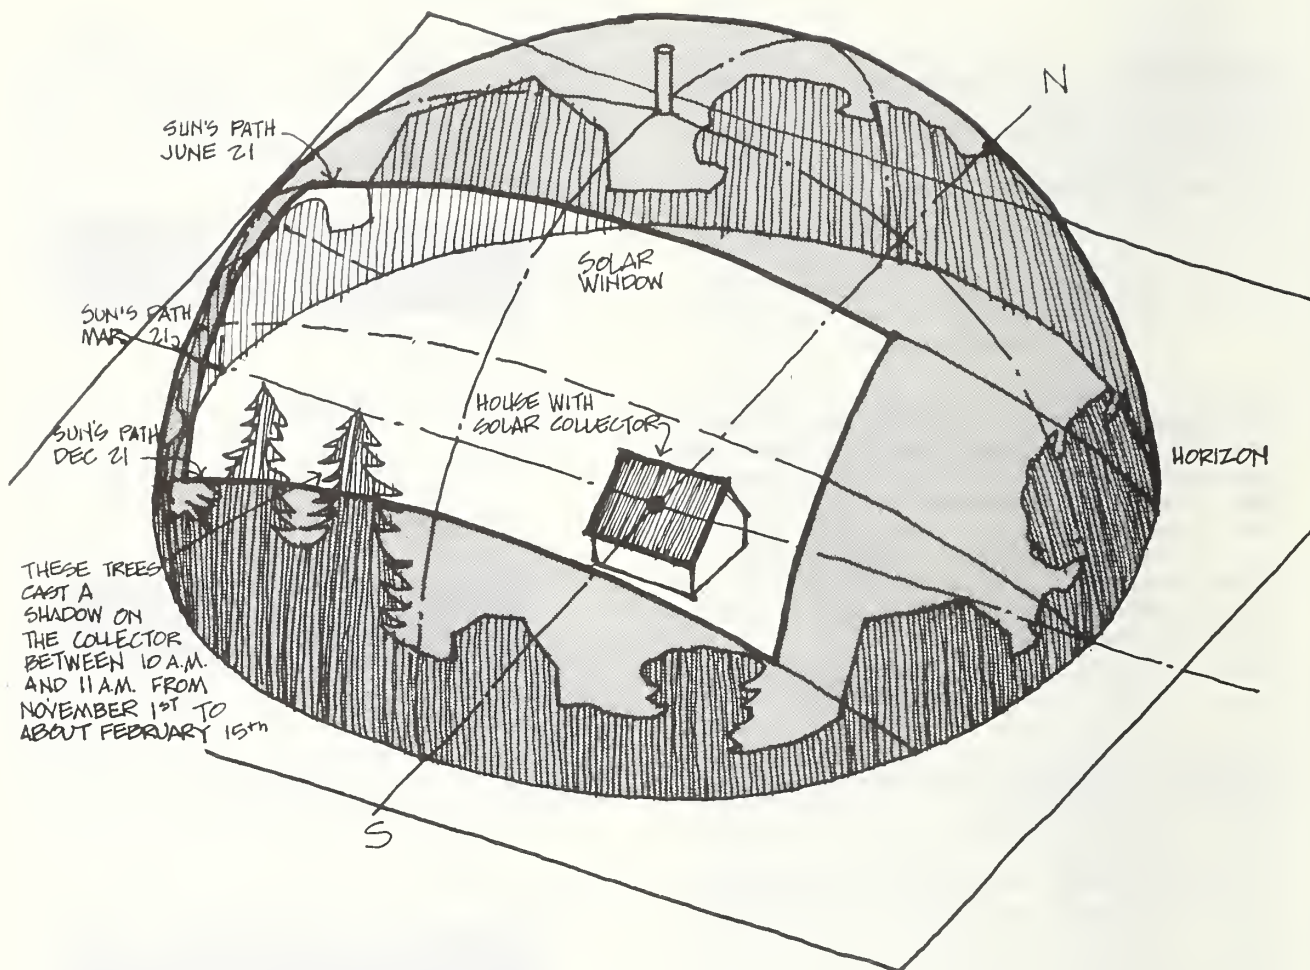 N
SUN'S PATH
JUNE 21
SOLAR
WINDOW
SUN'S PATH
MAR 21
HOUSE WITH
SOLAR COLLECTOR
SUN'S PATH
DEC 21
HORIZON
THESE TREES
CAST A
SHADOW ON
THE COLLECTOR
BETWEEN 10 A.M.
AND 11 A.M. FROM
NOVEMBER 1ST TO
ABOUT FEBRUARY 15th
S